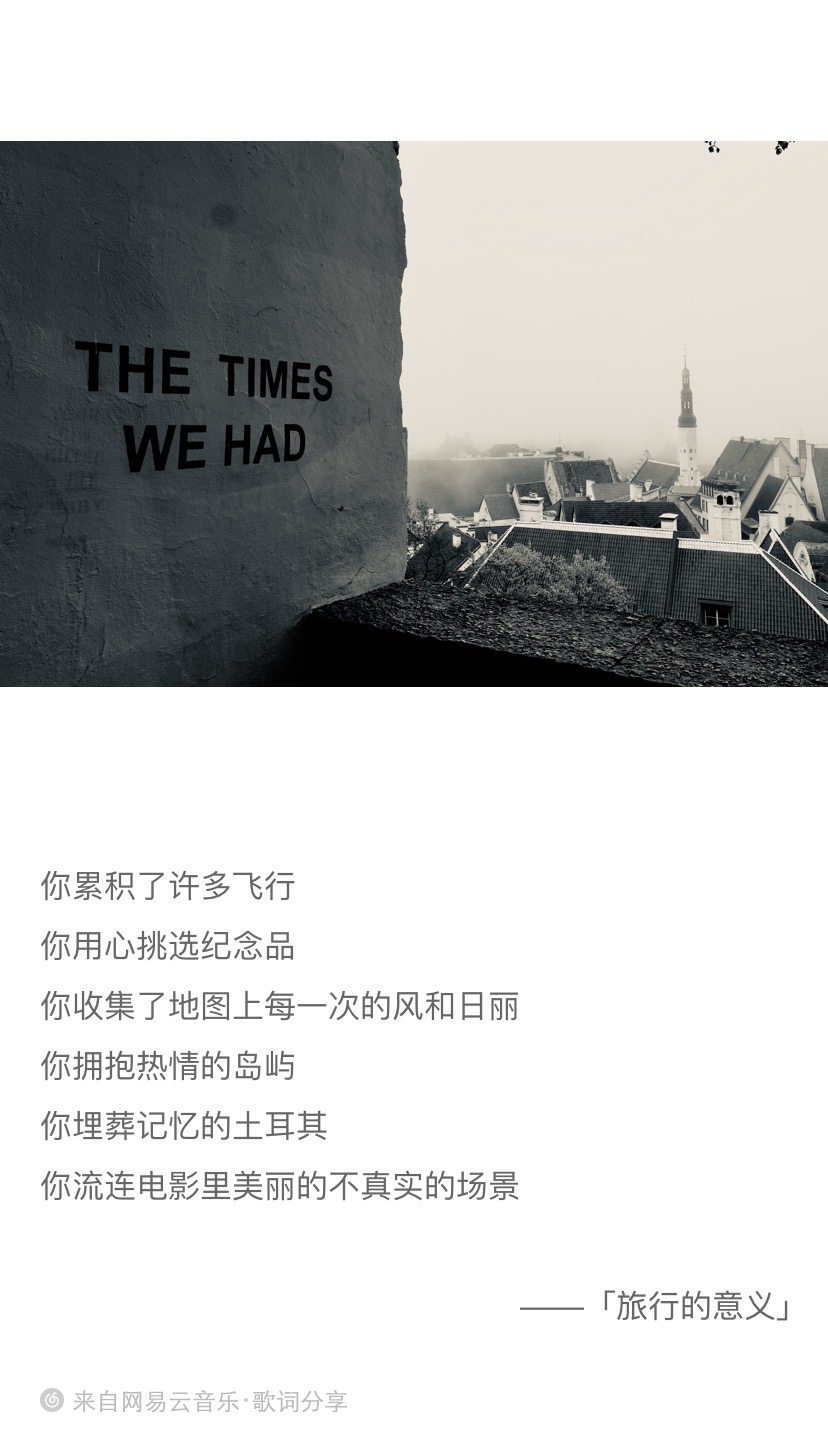 THE TIMES
WE HAD
你累积了许多飞行
你用心挑选纪念品
你收集了地图上每一次的风和日丽
你拥抱热情的岛屿
你埋葬记忆的土耳其
你流连电影里美丽的不真实的场景
——「旅行的意义」
来自网易云音乐·歌词分享